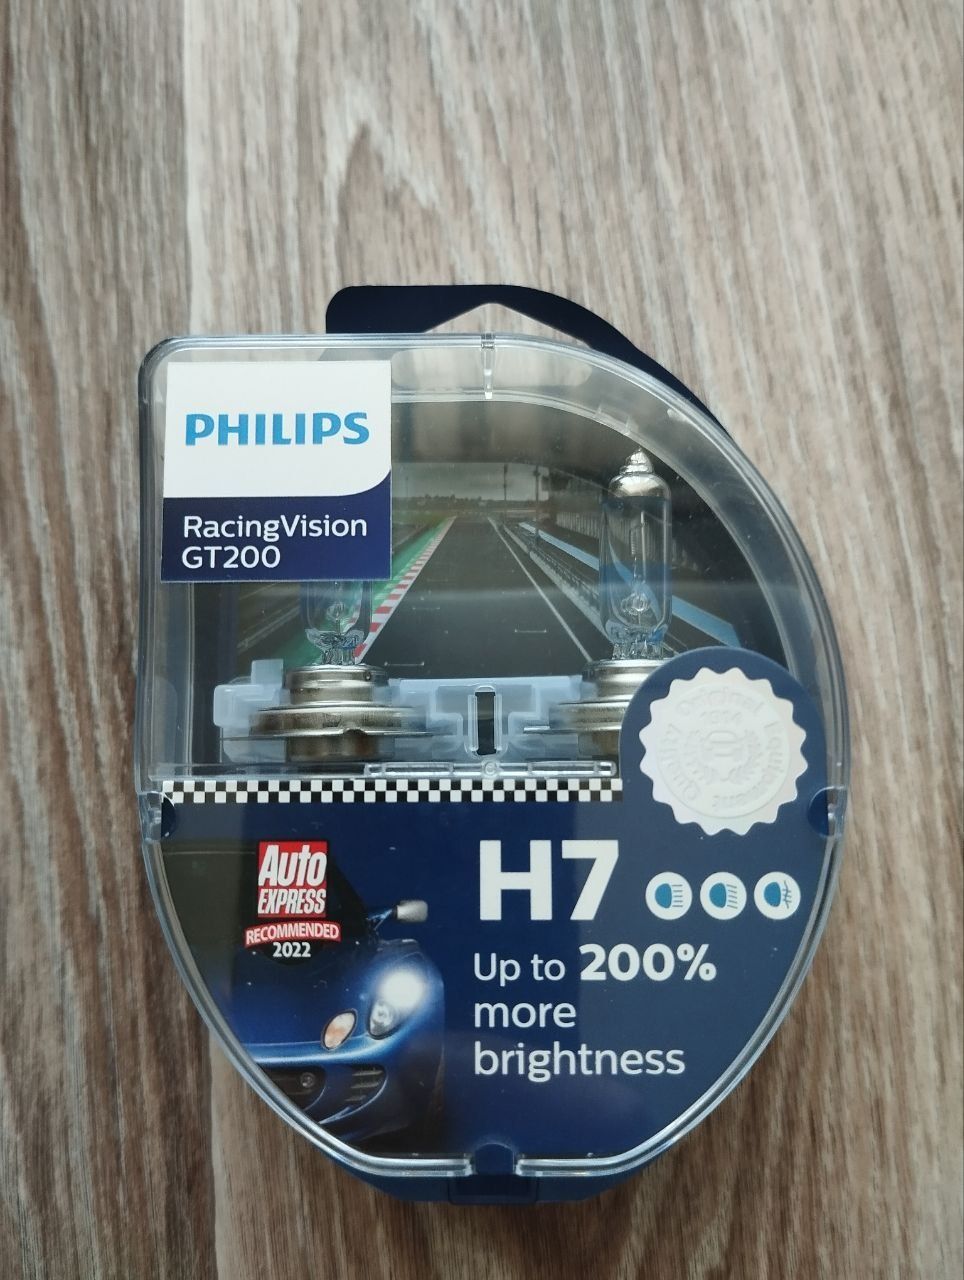 PHILIPS
RacingVision
GT200
Auto
EXPRESS
RECOMMENDED
2022
H7
Up to 200%
more
brightness